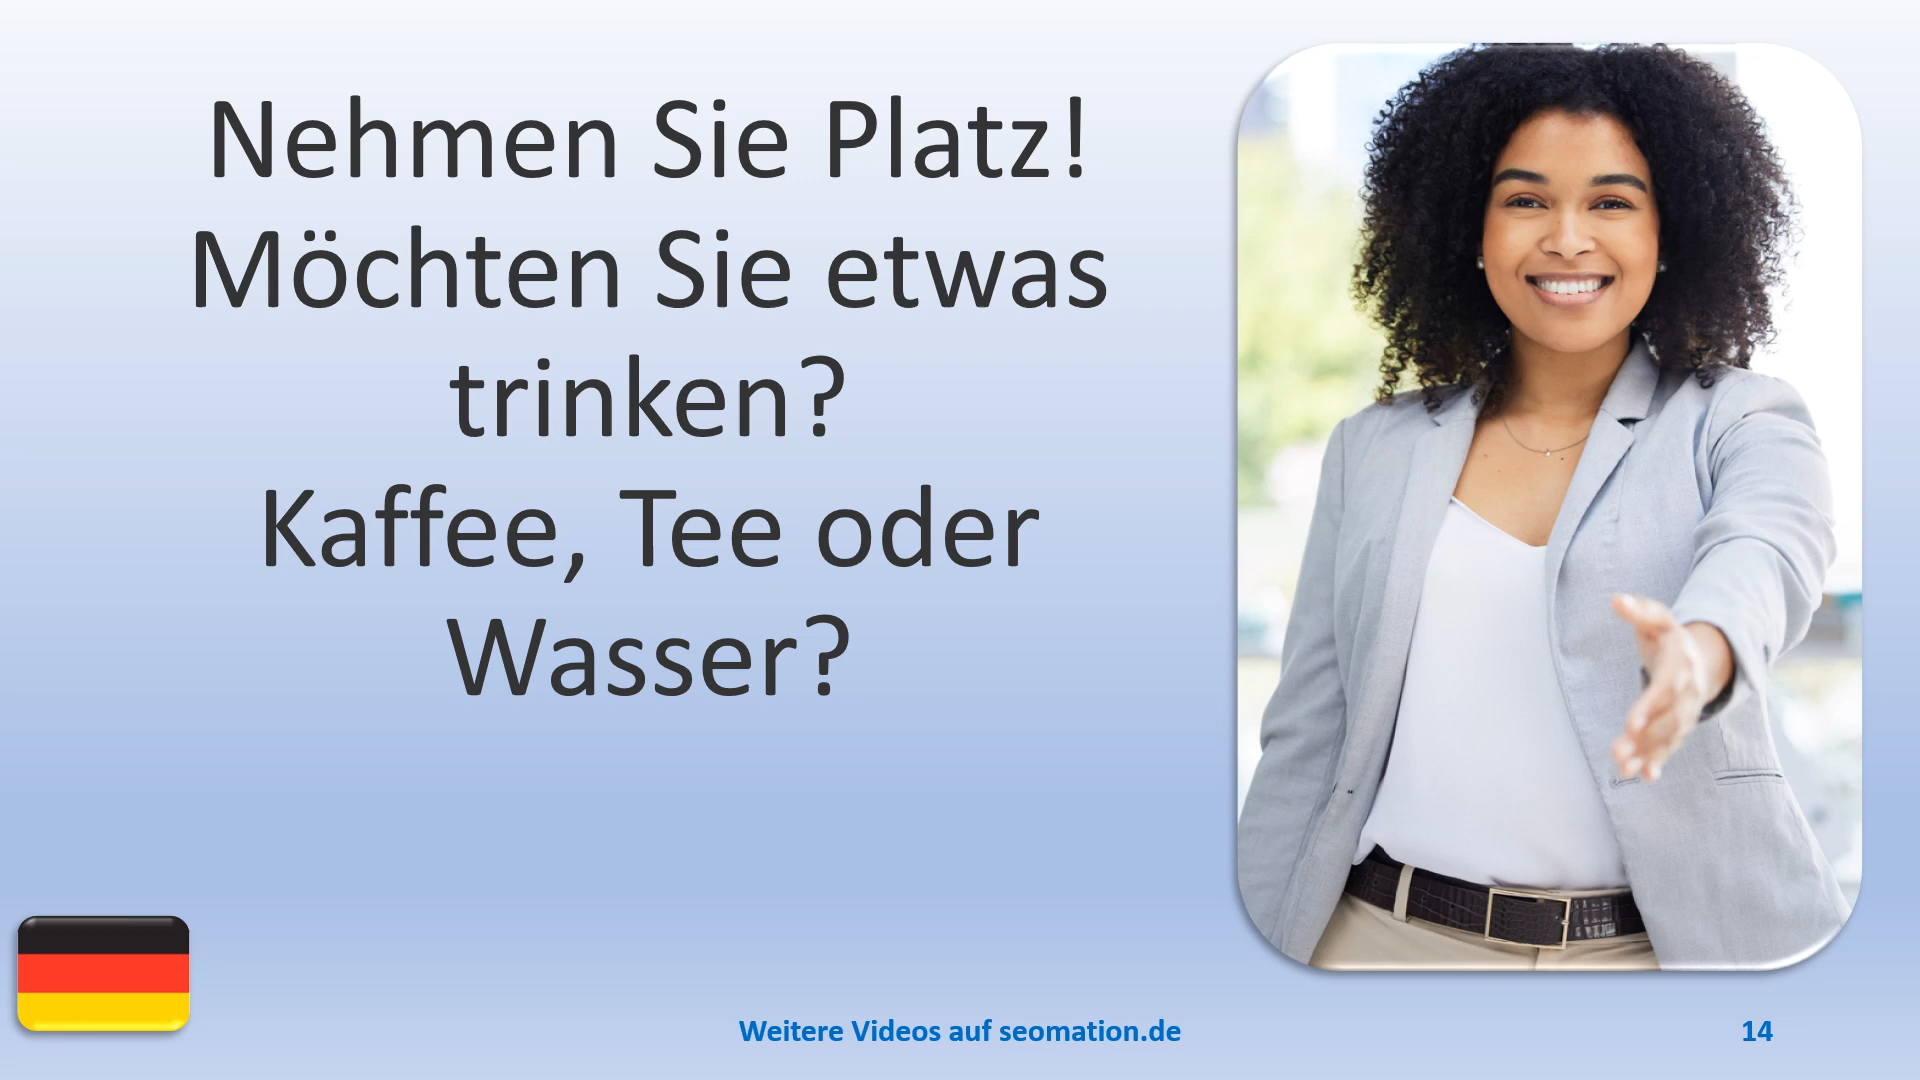 Nehmen Sie Platz!
Möchten Sie etwas
trinken?
Kaffee, Tee oder
Wasser?
Weitere Videos auf seomation.de
14